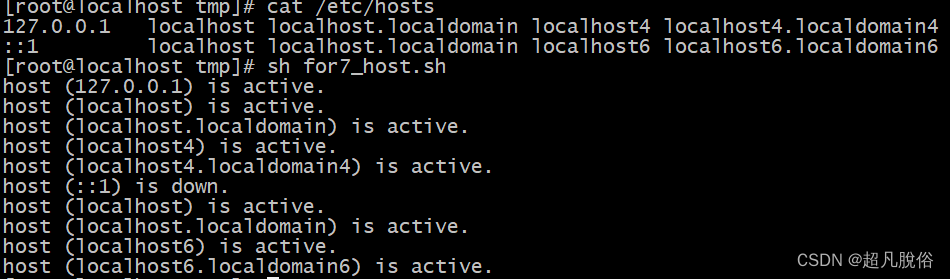 [root@localhost tmp]# cat /etc/hosts
127.0.0.1   localhost localhost.localdomain localhost4 localhost4.localdomain4
::1         localhost localhost.localdomain localhost6 localhost6.localdomain6
[root@localhost tmp]# sh for7_host.sh
host (127.0.0.1) is active.
host (localhost) is active.
host (localhost.localdomain) is active.
host (localhost4) is active.
host (localhost4.localdomain4) is active.
host (::1) is down.
host (localhost) is active.
host (localhost.localdomain) is active.
host (localhost6) is active.
host (localhost6.localdomain6) is active.
CSDN @超凡脫俗